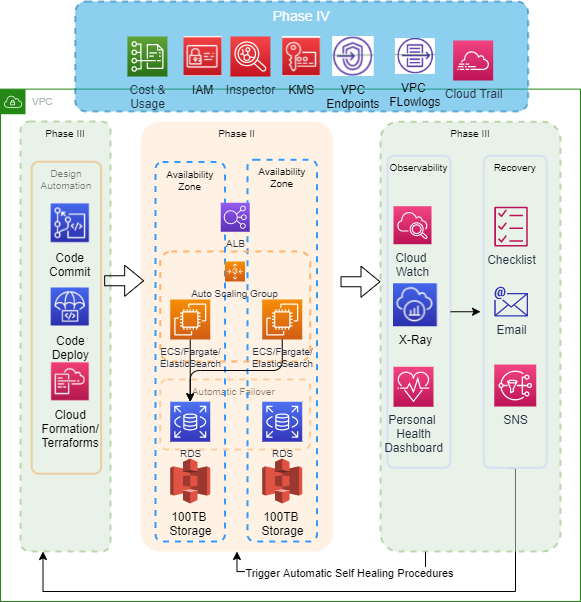 Phase IV
Cost &
Usage
IAM
Inspector
KMS
VPC
Endpoints
VPC
FLowlogs
Cloud Trail
VPC
Phase III
Design
Automation
Code
Commit
Code
Deploy
Cloud
Formation/
Terraforms
Phase II
Availability
Zone
Availability
Zone
ALB
Auto Scaling Group
ECS/Fargate/
ElasticSearch
ECS/Fargate/
ElasticSearch
Automatic Failover
RDS
RDS
100TB
Storage
100TB
Storage
Phase III
Observability
Cloud
Watch
X-Ray
Personal
Health
Dashboard
Recovery
Checklist
@
Email
SNS
Trigger Automatic Self Healing Procedures